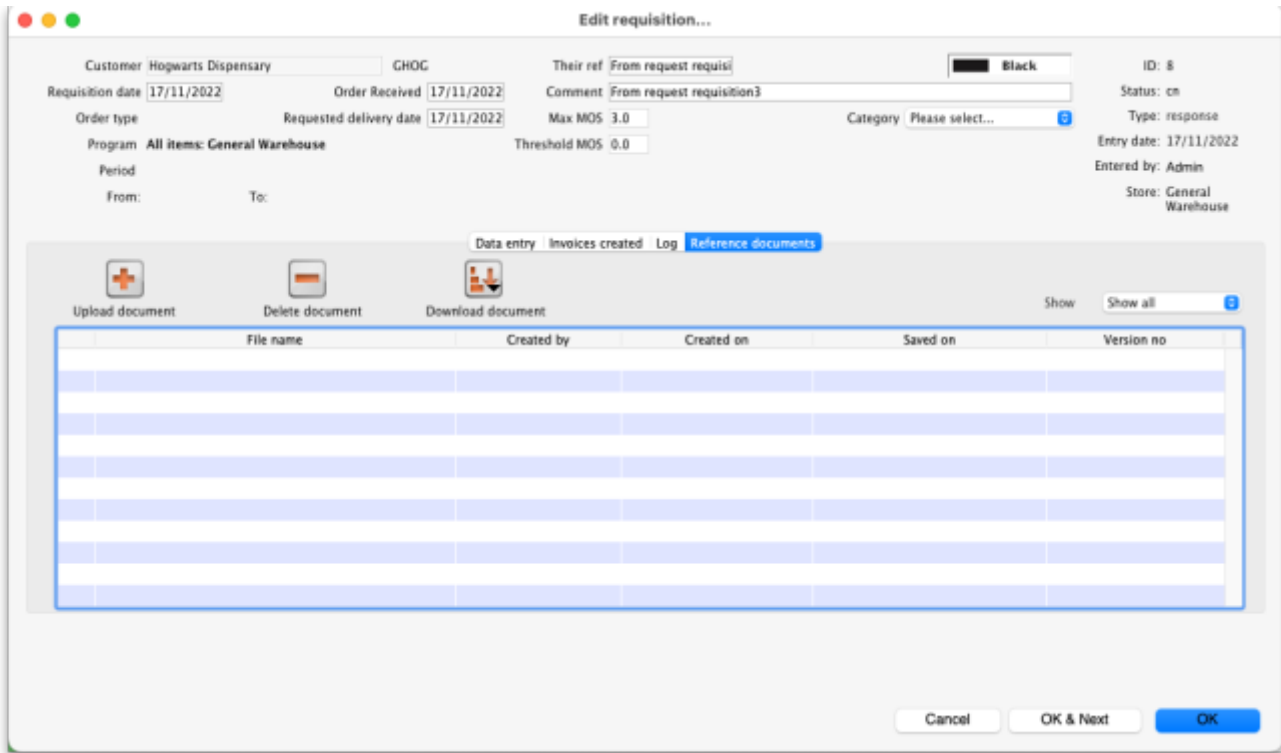 Edit requisition...
Customer Hogwarts Dispensary GHOG Their ref From request requisi Black ID: 8
Requisition date 17/11/2022 Order Received 17/11/2022 Comment From request requisition3 Status: cn
Order type Requested delivery date 17/11/2022 Max MOS 3.0 Category Please select... Type: response
Program All items: General Warehouse Threshold MOS 0.0 Entry date: 17/11/2022
Period Entered by: Admin
From: To: Store: General
Warehouse
Data entry Invoices created Log Reference documents
Upload document Delete document Download document Show Show all
File name Created by Created on Saved on Version no
Cancel OK & Next OK